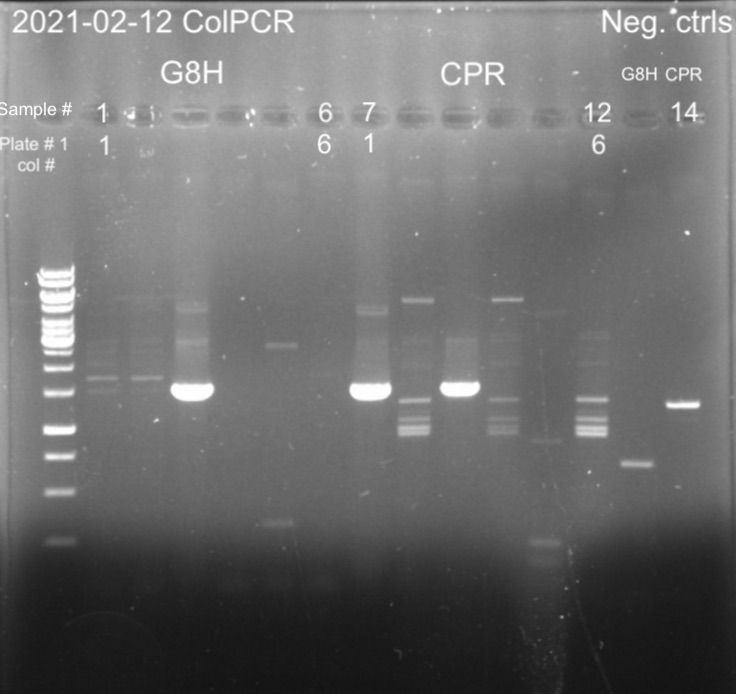 2021-02-12 ColPCR
Neg. ctrls
G8H
CPR
G8H CPR
Sample # 1 6 7 12 14
Plate # 1
col # 1 6 1 6